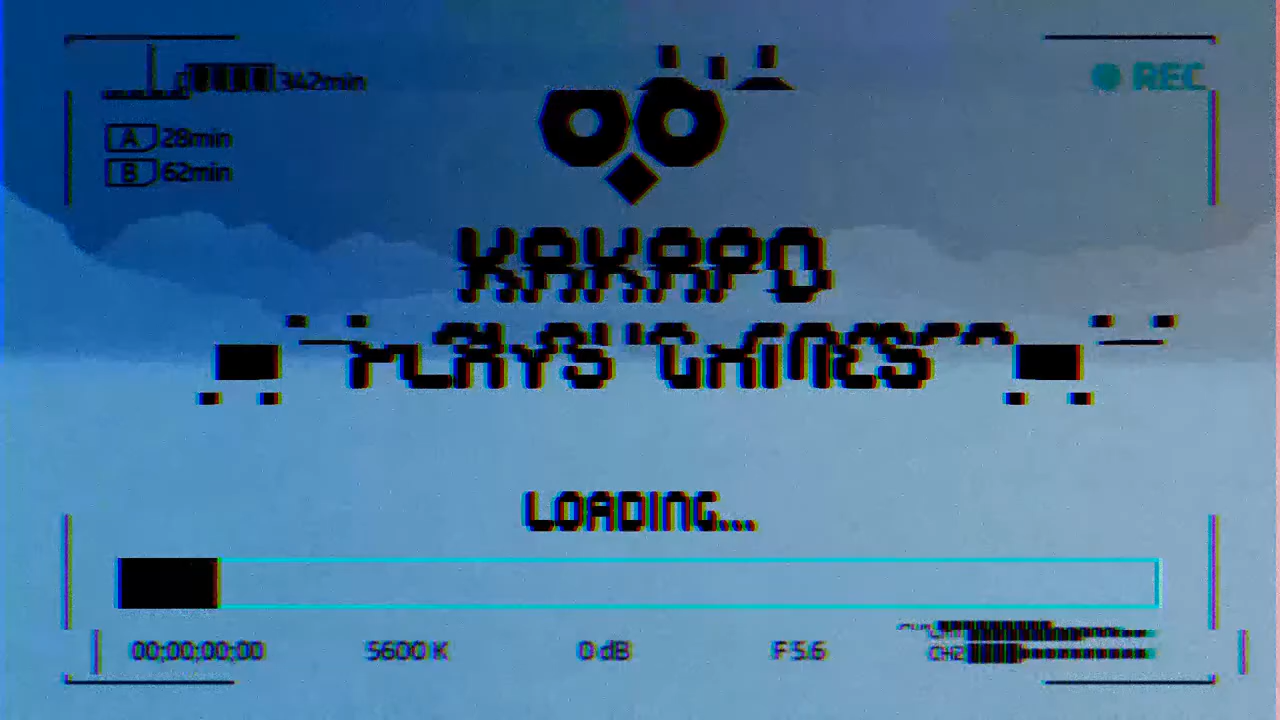 342min
REC
A 28min
B 62min
KAKAPO
PLAYS GAMES
LOADING...
00;00;00;00 5600 K 0 dB F 5.6
CH2